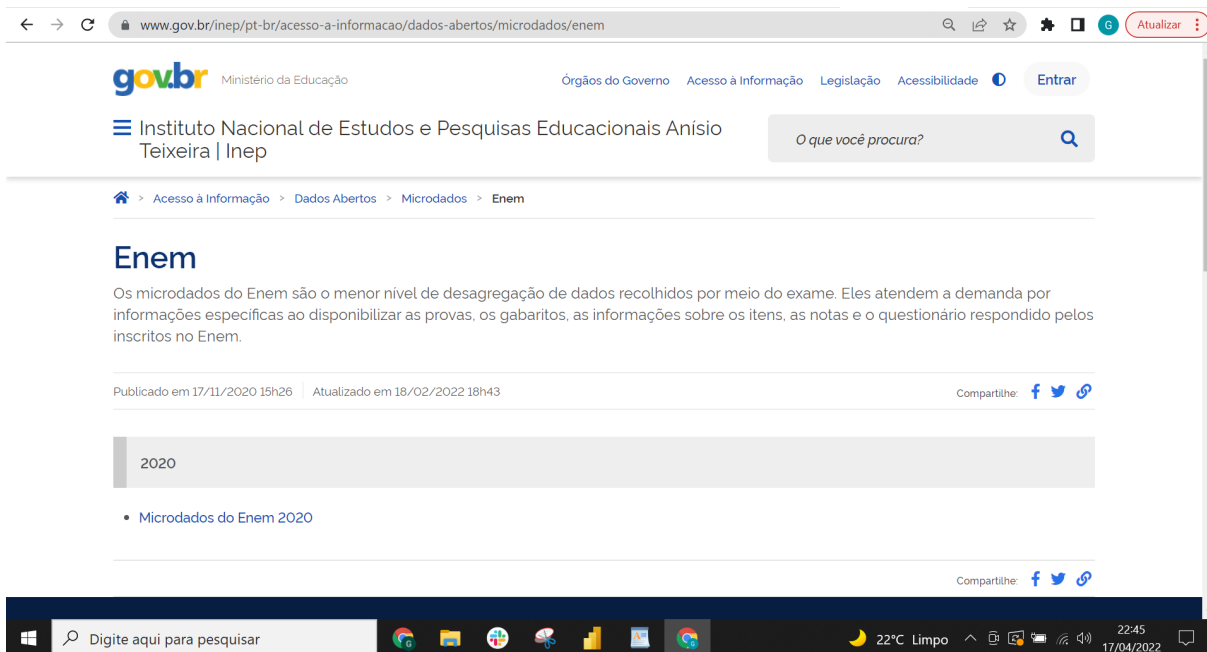 www.gov.br/inep/pt-br/acesso-a-informacao/dados-abertos/microdados/enem
G
Atualizar
gov.br
Ministério da Educação
Órgãos do Governo Acesso à Informação Legislação Acessibilidade
Entrar
Instituto Nacional de Estudos e Pesquisas Educacionais Anísio
Teixeira | Inep
O que você procura?
> Acesso à Informação > Dados Abertos > Microdados > Enem
Enem
Os microdados do Enem são o menor nível de desagregação de dados recolhidos por meio do exame. Eles atendem a demanda por
informações específicas ao disponibilizar as provas, os gabaritos, as informações sobre os itens, as notas e o questionário respondido pelos
inscritos no Enem.
Publicado em 17/11/2020 15h26 Atualizado em 18/02/2022 18h43
Compartilhe:
2020
• Microdados do Enem 2020
Compartilhe:
Digite aqui para pesquisar
22°C Limpo
22:45
17/04/2022